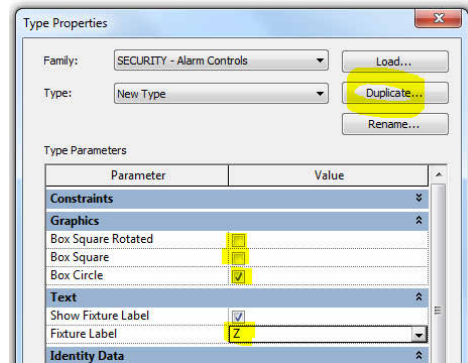 Type Properties
Family: SECURITY - Alarm Controls Load...
Type: New Type Duplicate...
Rename...
Type Parameters
Parameter Value
Constraints
Graphics
Box Square Rotated
Box Square
Box Circle
Text
Show Fixture Label
Fixture Label Z
Identity Data